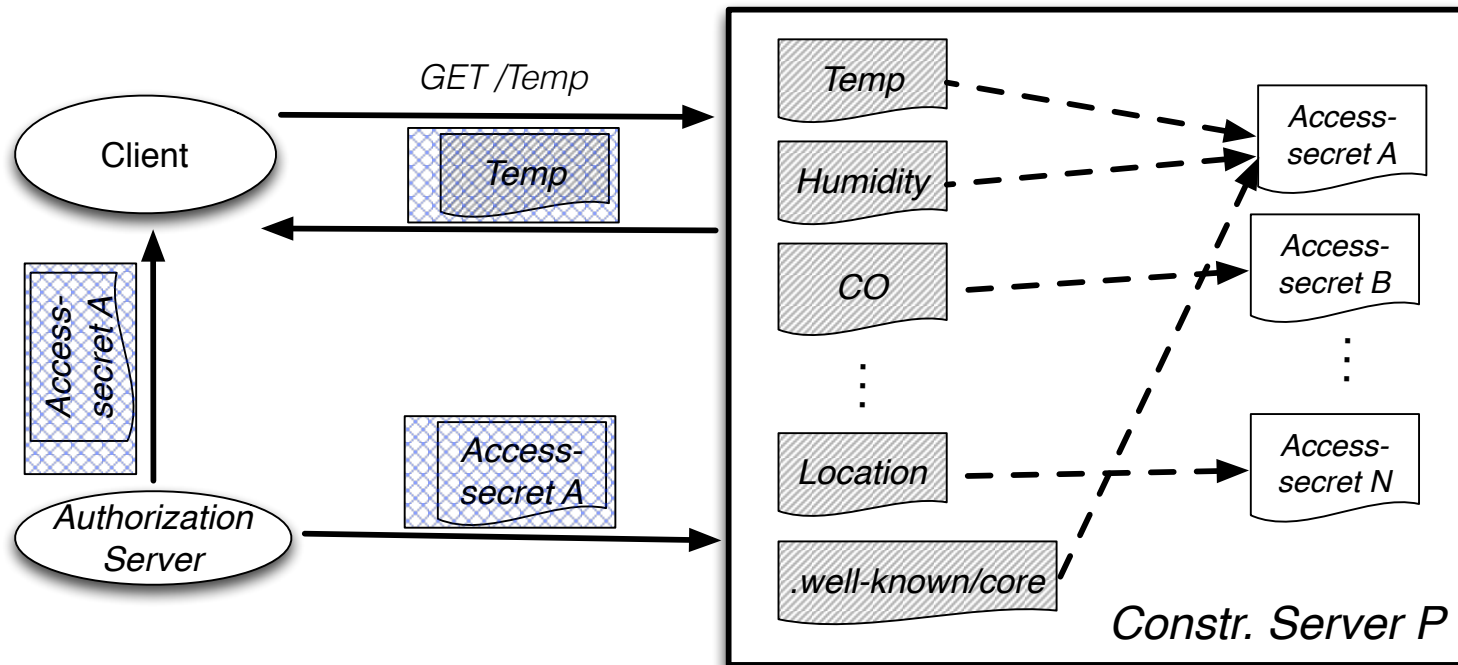 GET /Temp
Client
Temp
Access-
secret A
Authorization
Server
Access-
secret A
Temp
Humidity
CO
⋮
Location
.well-known/core
Access-
secret A
Access-
secret B
⋮
Access-
secret N
Constr. Server P